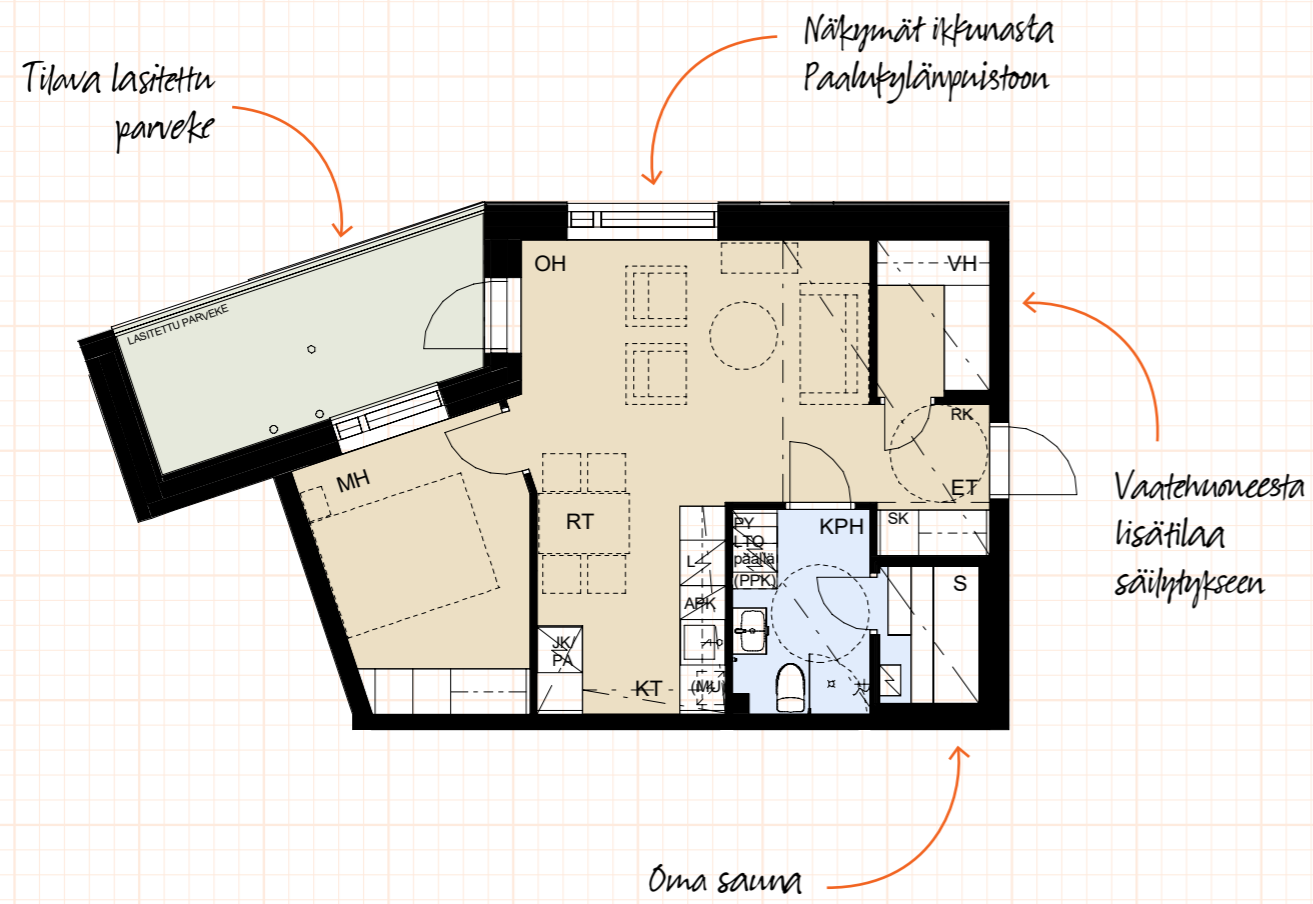 Näkymät ikkunasta
Paalukylänpuistoon
Tilava lasitettu
parveke
OH
VH
LASITETTU PARVEKE
RK
MH
ET
RT
PY
KPH
SK
LTO
L
päällä
(PPK)
S
APK
JK/
PA
KT
(MU)
Vaatehuoneesta
lisätilaa
säilytykseen
Oma sauna